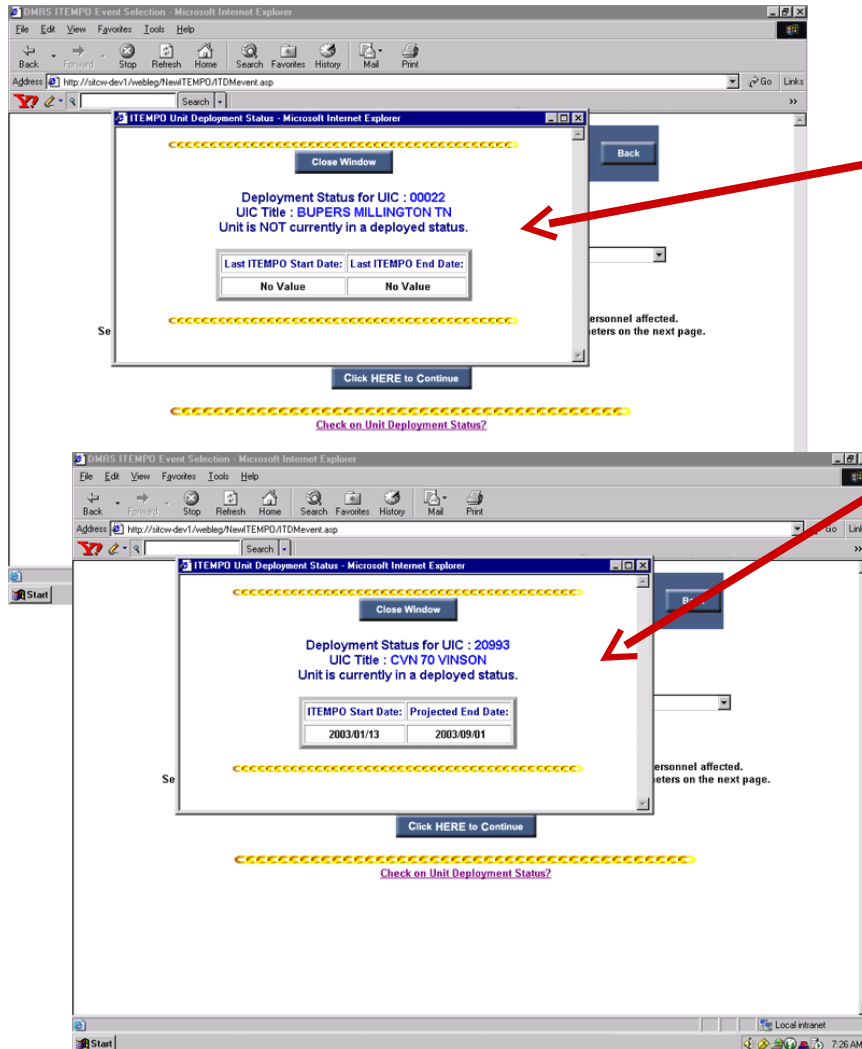 DMRS ITEMPO Event Selection - Microsoft Internet Explorer
File Edit View Favorites Tools Help
Back Forward Stop Refresh Home Search Favorites History Mail Print
Address http://sitcw-dev1/webleg/NewITEMPO/ITDMevent.asp Go Links
Y! Search »
ITEMPO Unit Deployment Status - Microsoft Internet Explorer
Close Window
Back
Deployment Status for UIC : 00022
UIC Title : BUPERS MILLINGTON TN
Unit is NOT currently in a deployed status.
Last ITEMPO Start Date: Last ITEMPO End Date:
No Value No Value
ersonnel affected.
Se eters on the next page.
Click HERE to Continue
Check on Unit Deployment Status?
Start
DMRS ITEMPO Event Selection - Microsoft Internet Explorer
File Edit View Favorites Tools Help
Back Forward Stop Refresh Home Search Favorites History Mail Print
Address http://sitcw-dev1/webleg/NewITEMPO/ITDMevent.asp Go Lin
Y! Search »
ITEMPO Unit Deployment Status - Microsoft Internet Explorer
Close Window
Deployment Status for UIC : 20993
UIC Title : CVN 70 VINSON
Unit is currently in a deployed status.
ITEMPO Start Date: Projected End Date:
2003/01/13 2003/09/01
ersonnel affected.
Se eters on the next page.
Click HERE to Continue
Check on Unit Deployment Status?
Local intranet
Start 7:26 AM